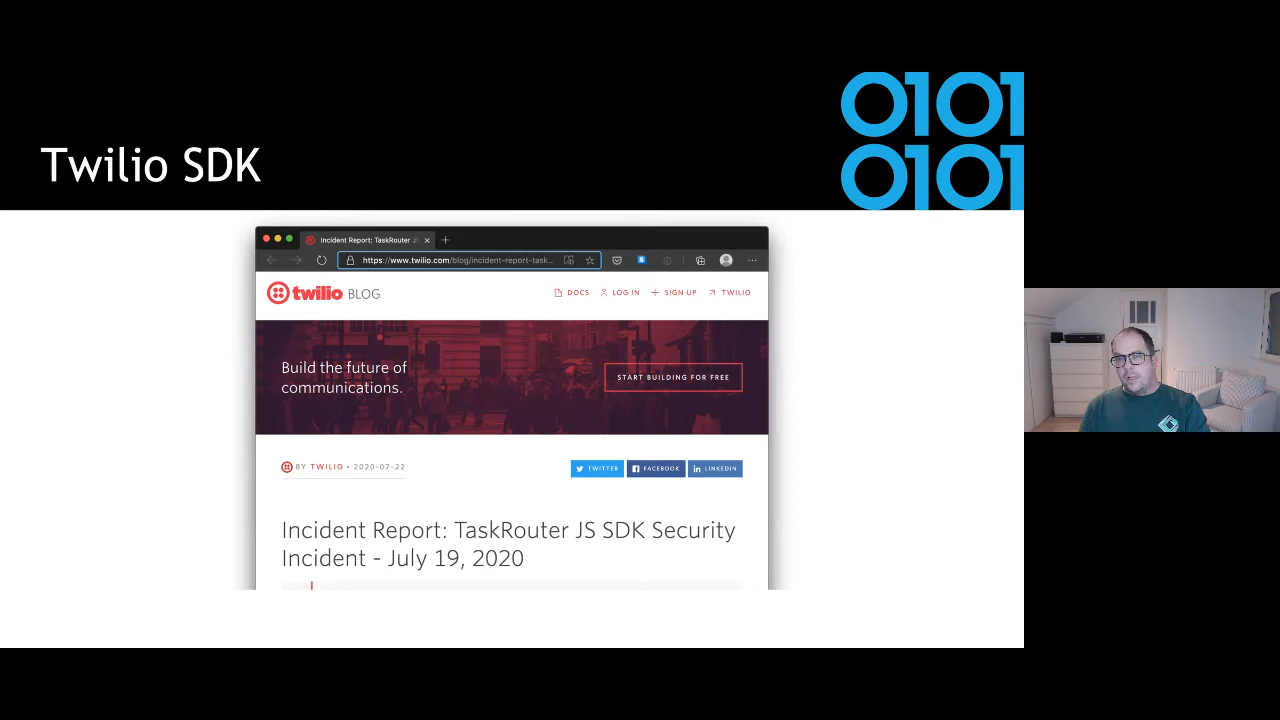 0101
0101
Twilio SDK
Incident Report: TaskRouter JS
https://www.twilio.com/blog/incident-report-task...
twilio BLOG
DOCS LOG IN SIGN UP TWILIO
Build the future of
communications.
START BUILDING FOR FREE
BY TWILIO • 2020-07-22
TWITTER FACEBOOK LINKEDIN
Incident Report: TaskRouter JS SDK Security
Incident - July 19, 2020